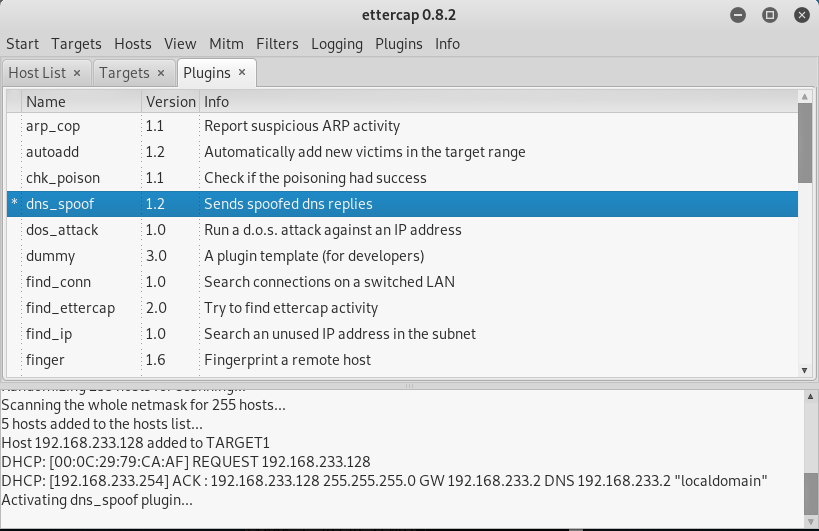 ettercap 0.8.2
Start Targets Hosts View Mitm Filters Logging Plugins Info
Host List × Targets × Plugins ×
Name Version Info
arp_cop 1.1 Report suspicious ARP activity
autoadd 1.2 Automatically add new victims in the target range
chk_poison 1.1 Check if the poisoning had success
* dns_spoof 1.2 Sends spoofed dns replies
dos_attack 1.0 Run a d.o.s. attack against an IP address
dummy 3.0 A plugin template (for developers)
find_conn 1.0 Search connections on a switched LAN
find_ettercap 2.0 Try to find ettercap activity
find_ip 1.0 Search an unused IP address in the subnet
finger 1.6 Fingerprint a remote host
Randomizing 255 hosts for scanning...
Scanning the whole netmask for 255 hosts...
5 hosts added to the hosts list...
Host 192.168.233.128 added to TARGET1
DHCP: [00:0C:29:79:CA:AF] REQUEST 192.168.233.128
DHCP: [192.168.233.254] ACK : 192.168.233.128 255.255.255.0 GW 192.168.233.2 DNS 192.168.233.2 "localdomain"
Activating dns_spoof plugin...